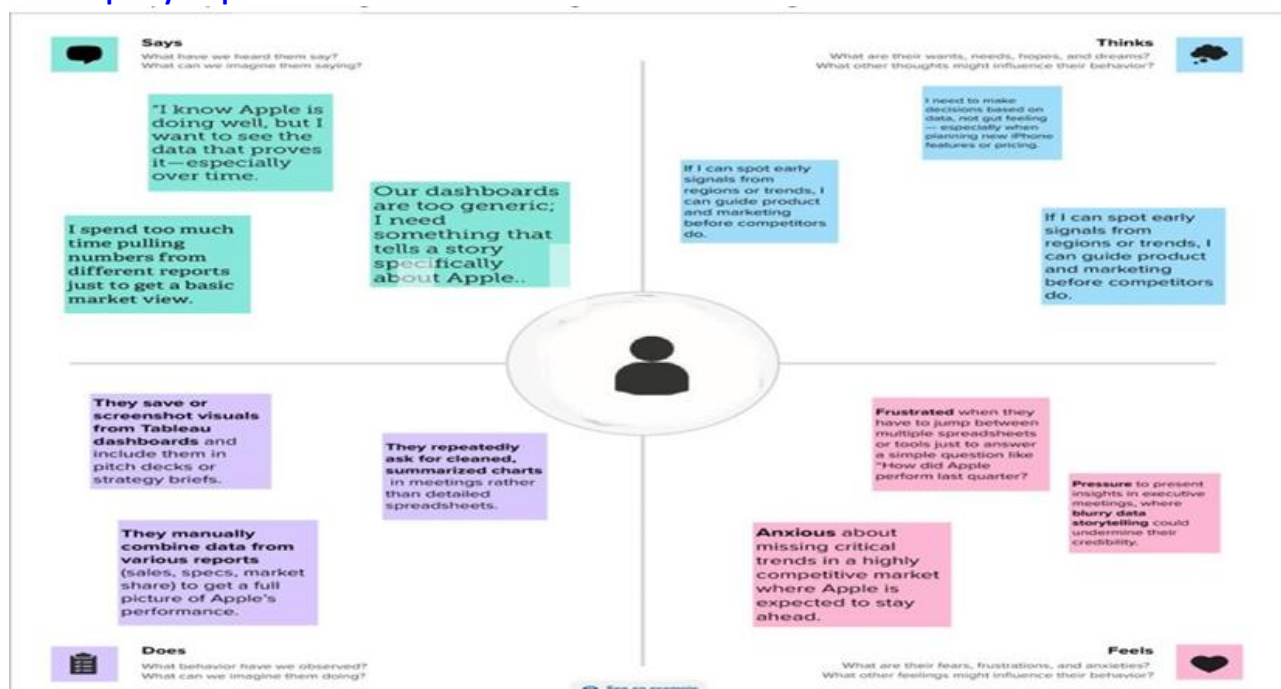 Says
What have we heard them say?
What can we imagine them saying?
"I know Apple is
doing well, but I
want to see the
data that proves
it—especially
over time.
Our dashboards
are too generic;
I need
something that
tells a story
specifically
about Apple..
I spend too much
time pulling
numbers from
different reports
just to get a basic
market view.
Thinks
What are their wants, needs, hopes, and dreams?
What other thoughts might influence their behavior?
I need to make
decisions based on
data, not gut feeling
— especially when
planning new iPhone
features or pricing.
If I can spot early
signals from
regions or trends, I
can guide product
and marketing
before competitors
do.
If I can spot early
signals from
regions or trends, I
can guide product
and marketing
before competitors
do.
They save or
screenshot visuals
from Tableau
dashboards and
include them in
pitch decks or
strategy briefs.
They repeatedly
ask for cleaned,
summarized charts
in meetings rather
than detailed
spreadsheets.
They manually
combine data from
various reports
(sales, specs, market
share) to get a full
picture of Apple's
performance.
Does
What behavior have we observed?
What can we imagine them doing?
Frustrated when they
have to jump between
multiple spreadsheets
or tools just to answer
a simple question like
"How did Apple
perform last quarter?
Pressure to present
insights in executive
meetings, where
blurry data
storytelling could
undermine their
credibility.
Anxious about
missing critical
trends in a highly
competitive market
where Apple is
expected to stay
ahead.
Feels
What are their fears, frustrations, and anxieties?
What other feelings might influence their behavior?
See an example